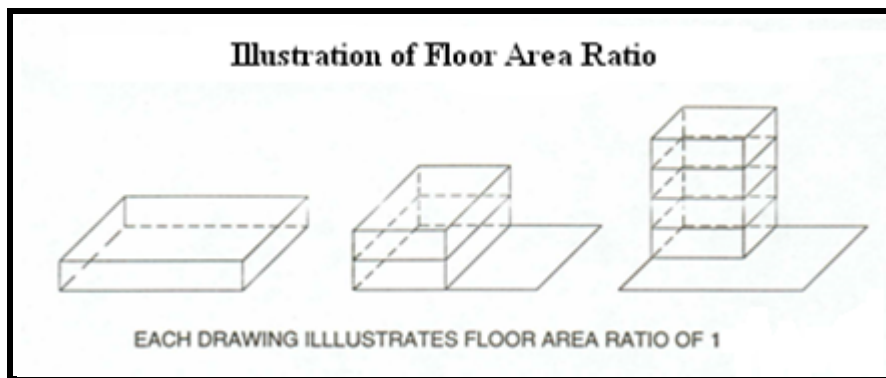 Illustration of Floor Area Ratio
EACH DRAWING ILLLUSTRATES FLOOR AREA RATIO OF 1